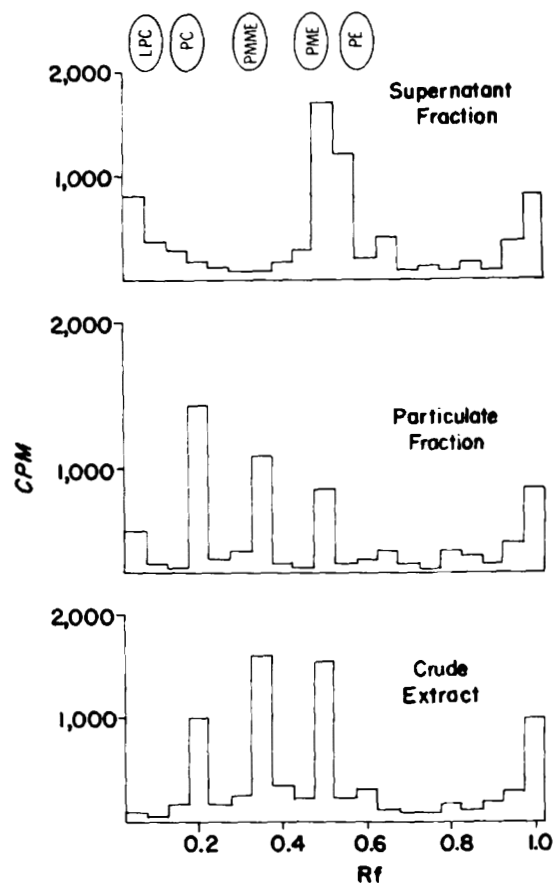 LPC PC PMME PME PE
2,000
Supernatant
Fraction
1,000
2,000
Particulate
Fraction
1,000
CPM
2,000
Crude
Extract
1,000
0.2 0.4 0.6 0.8 1.0
Rf